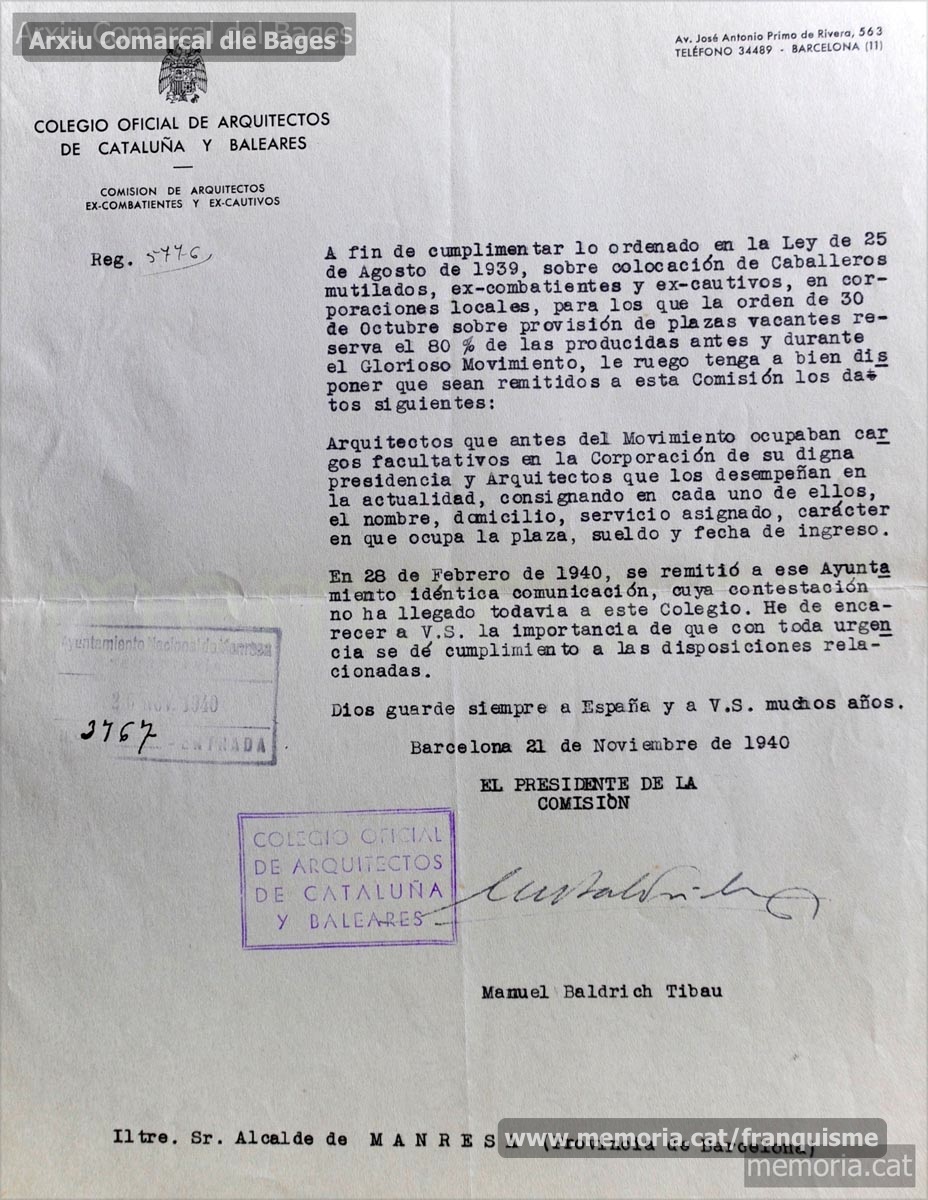 Arxiu Comarcal del Bages
Arxiu Comarcal dle Bages
Av. José Antonio Primo de Rivera, 563
TELÉFONO 34489 - BARCELONA (11)
COLEGIO OFICIAL DE ARQUITECTOS
DE CATALUÑA Y BALEARES
COMISION DE ARQUITECTOS
EX-COMBATIENTES Y EX-CAUTIVOS
Reg. 5776
A fin de cumplimentar lo ordenado en la Ley de 25
de Agosto de 1939, sobre colocación de Caballeros
mutilados, ex-combatientes y ex-cautivos, en cor-
poraciones locales, para los que la orden de 30
de Octubre sobre provisión de plazas vacantes re-
serva el 80 % de las producidas antes y durante
el Glorioso Movimiento, le ruego tenga a bien dis
poner que sean remitidos a esta Comisión los da-
tos siguientes:
Arquitectos que antes del Movimiento ocupaban car
gos facultativos en la Corporación de su digna
presidencia y Arquitectos que los desempeñan en
la actualidad, consignando en cada uno de ellos,
el nombre, domicilio, servicio asignado, carácter
en que ocupa la plaza, sueldo y fecha de ingreso.
En 28 de Febrero de 1940, se remitió a ese Ayunta
miento idéntica comunicación, cuya contestación
no ha llegado todavia a este Colegio. He de enca-
recer a V.S. la importancia de que con toda urgen
cia se dé cumplimiento a las disposiciones rela-
cionadas.
Dios guarde siempre a España y a V.S. muchos años.
Barcelona 21 de Noviembre de 1940
EL PRESIDENTE DE LA
COMISIÓN
Ayuntamiento Nacional de Manresa
26 NOV. 1940
3767
ENTRADA
COLEGIO OFICIAL
DE ARQUITECTOS
DE CATALUÑA
Y BALEARES
Manuel Baldrich Tibau
Iltre. Sr. Alcalde de MANRESA (Provincia de Barcelona)
www.memoria.cat/franquisme
memoria.cat